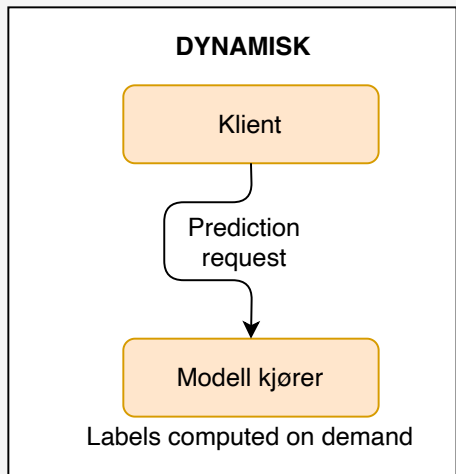 DYNAMISK
Klient
Prediction
request
Modell kjører
Labels computed on demand